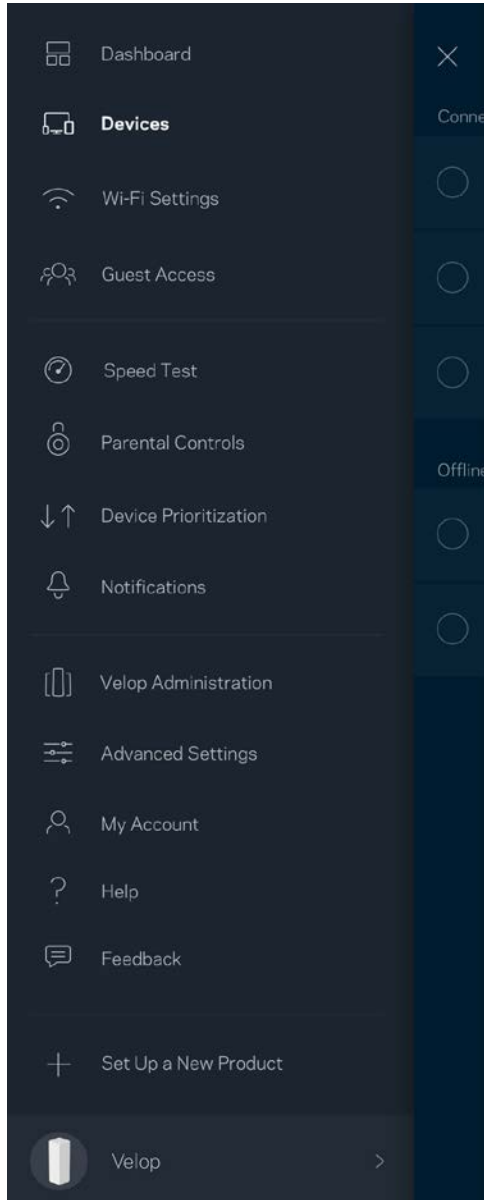 Dashboard
Devices
Wi-Fi Settings
Guest Access
Speed Test
Parental Controls
Device Prioritization
Notifications
Velop Administration
Advanced Settings
My Account
Help
Feedback
Set Up a New Product
Velop
Conne
Offline